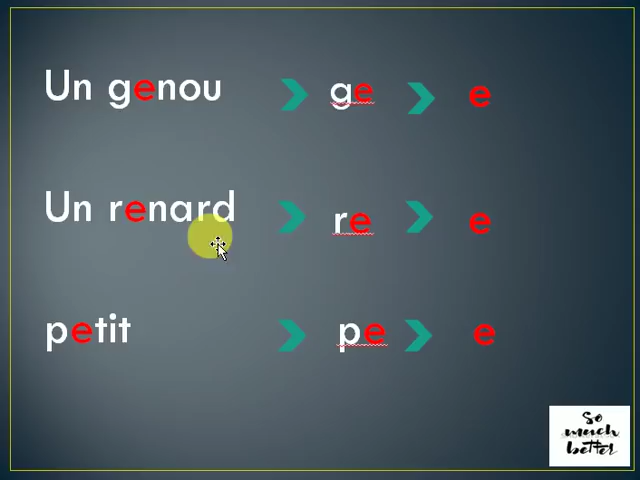 Un genou ge e
Un renard re e
petit pe e
So
much
better